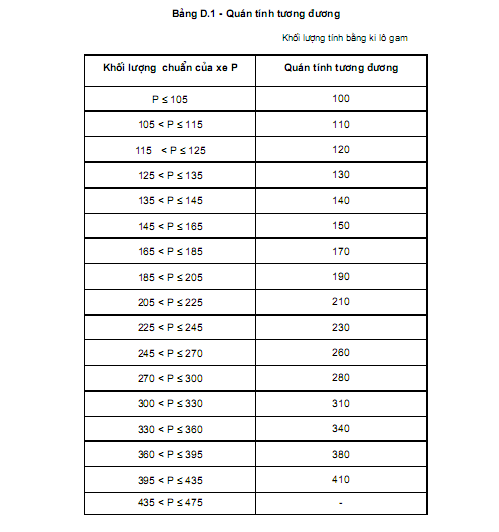 Bảng D.1 - Quán tính tương đương
Khối lượng tính bằng ki lô gam
Khối lượng chuẩn của xe P Quán tính tương đương
P ≤ 105 100
105 < P ≤ 115 110
115 < P ≤ 125 120
125 < P ≤ 135 130
135 < P ≤ 145 140
145 < P ≤ 165 150
165 < P ≤ 185 170
185 < P ≤ 205 190
205 < P ≤ 225 210
225 < P ≤ 245 230
245 < P ≤ 270 260
270 < P ≤ 300 280
300 < P ≤ 330 310
330 < P ≤ 360 340
360 < P ≤ 395 380
395 < P ≤ 435 410
435 < P ≤ 475 -